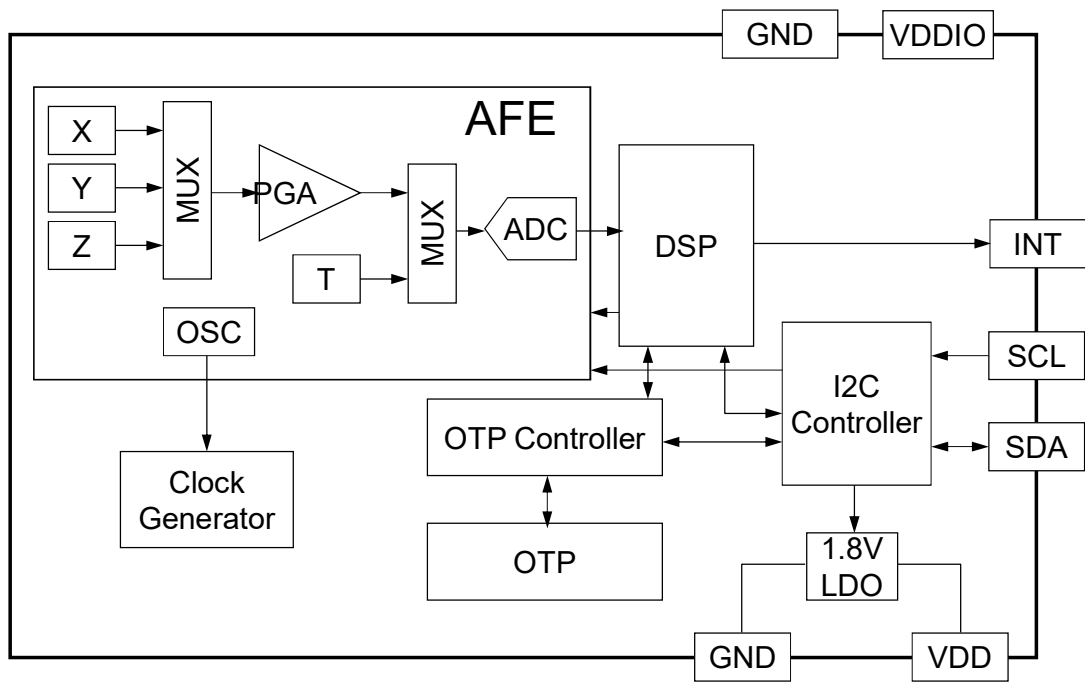 GND
VDDIO
AFE
X
Y
Z
MUX
PGA
T
MUX
ADC
DSP
INT
OSC
SCL
I2C
Controller
OTP Controller
SDA
Clock
Generator
OTP
1.8V
LDO
GND
VDD